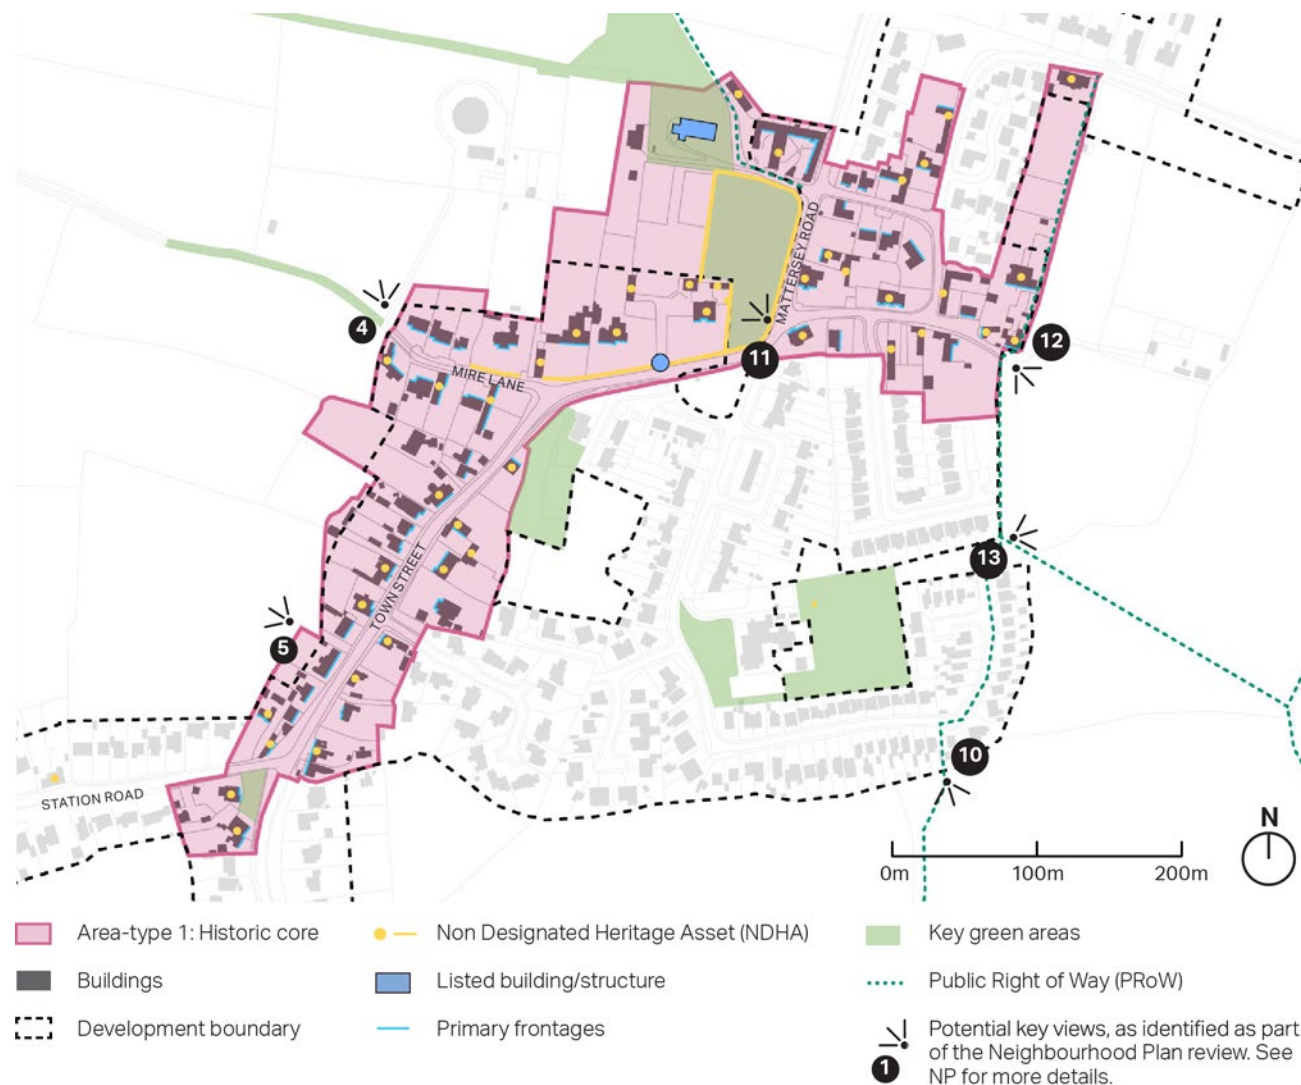 MATTERSEY ROAD
4
12
11
MIRE LANE
TOWN STREET
13
5
10
STATION ROAD
N
0m 100m 200m
Area-type 1: Historic core
Non Designated Heritage Asset (NDHA)
Key green areas
Buildings
Listed building/structure
Public Right of Way (PRoW)
Development boundary
Primary frontages
Potential key views, as identified as part
of the Neighbourhood Plan review. See
NP for more details.
1